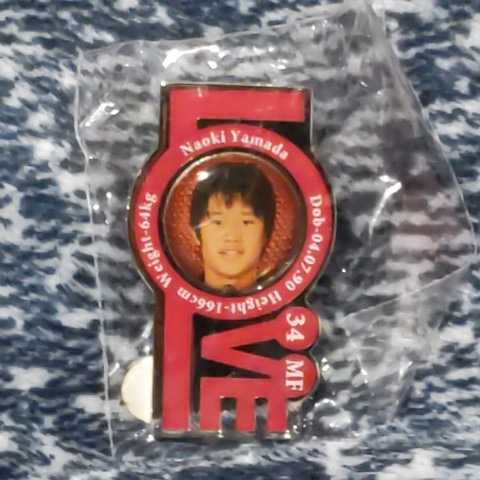 LOVE
Naoki Yamada
Dob-04.07.90
Height-166cm
Weight-64kg
34 MF